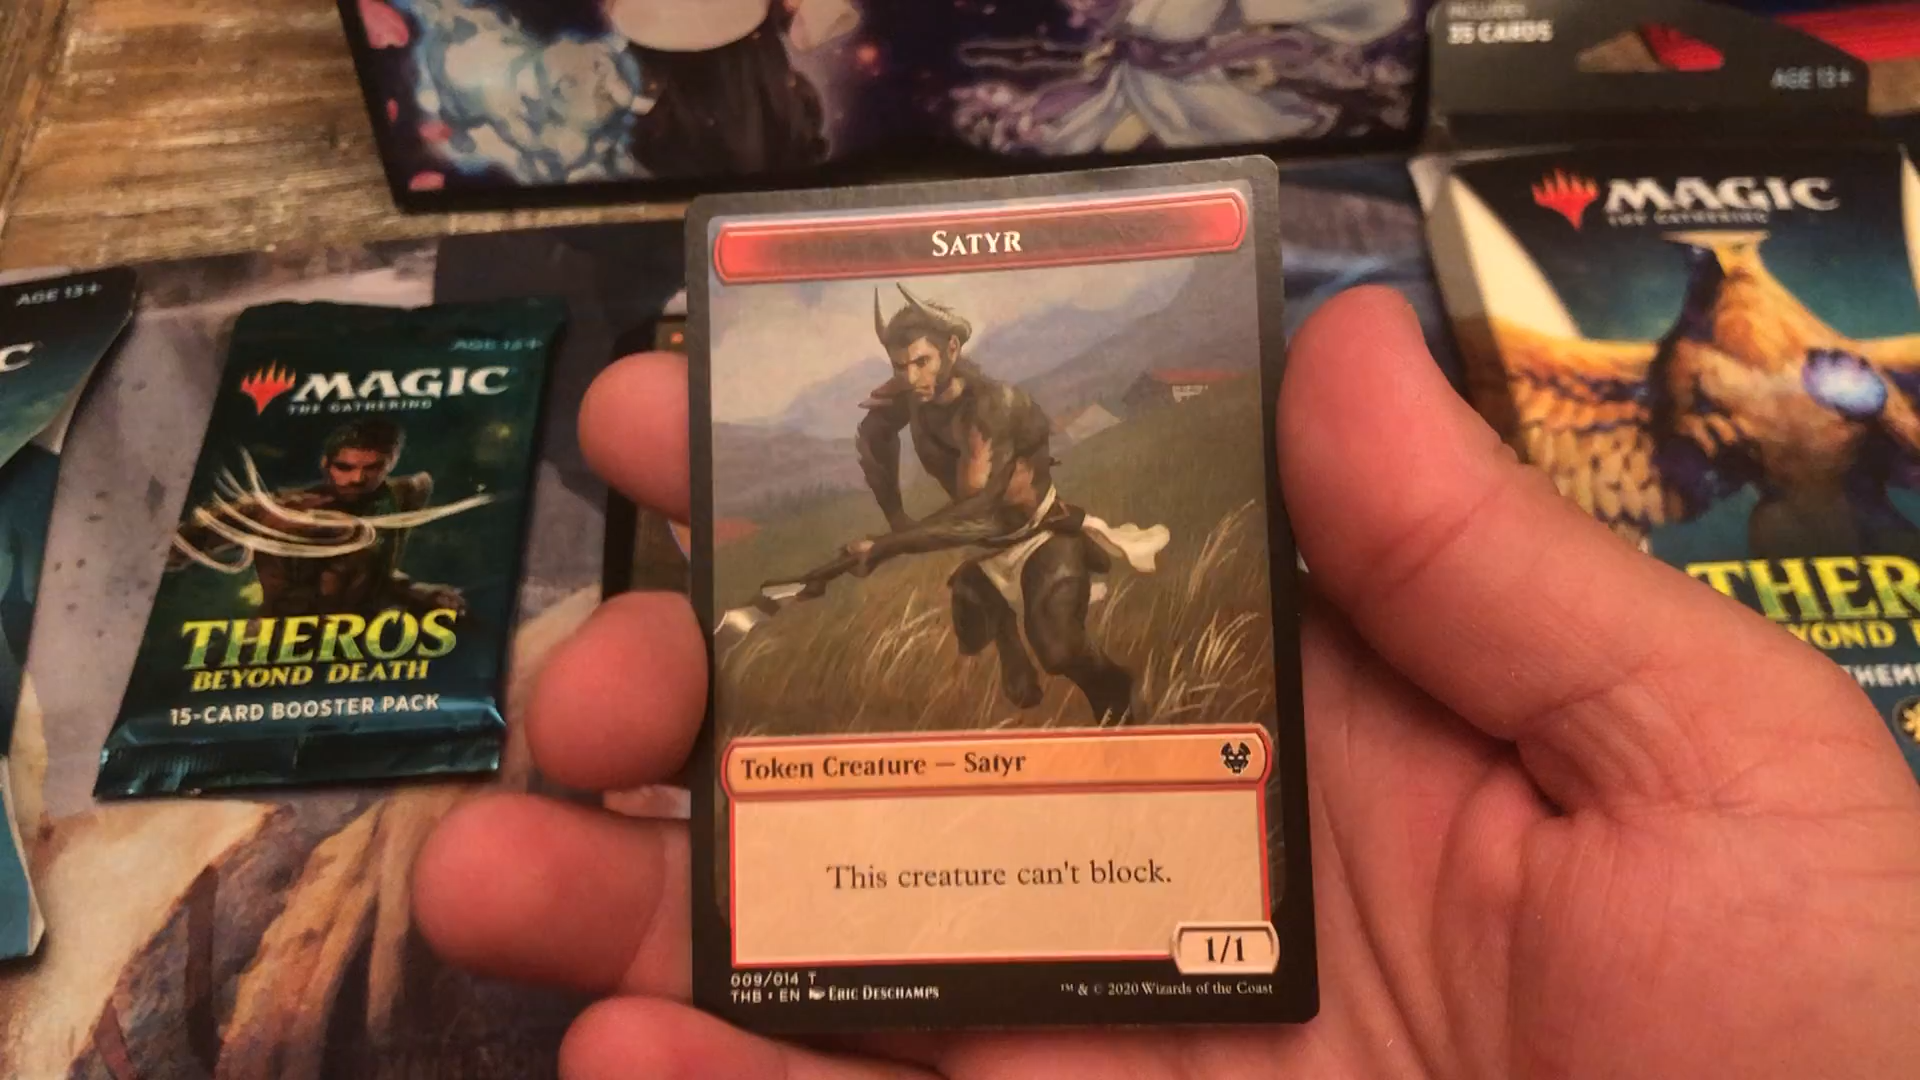 INCLUDES
35 CARDS
AGE 13+
MAGIC
THE GATHERING
THER
YOND
THEM
AGE 13+
C
AGE 13+
MAGIC
THE GATHERING
THEROS
BEYOND DEATH
15-CARD BOOSTER PACK
SATYR
Token Creature — Satyr
This creature can't block.
1/1
009/014 T
THB • EN ERIC DESCHAMPS
™ & © 2020 Wizards of the Coast